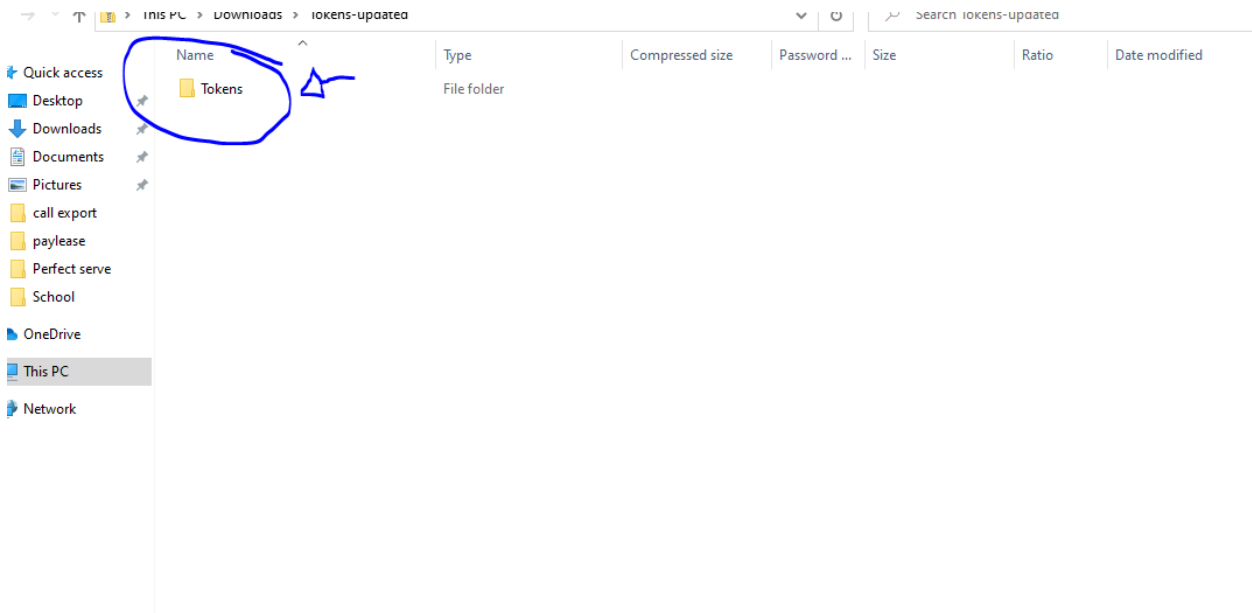 This PC > Downloads > Tokens-updated
Search Tokens-updated
Name Type Compressed size Password ... Size Ratio Date modified
Tokens File folder
Quick access
Desktop
Downloads
Documents
Pictures
call export
paylease
Perfect serve
School
OneDrive
This PC
Network